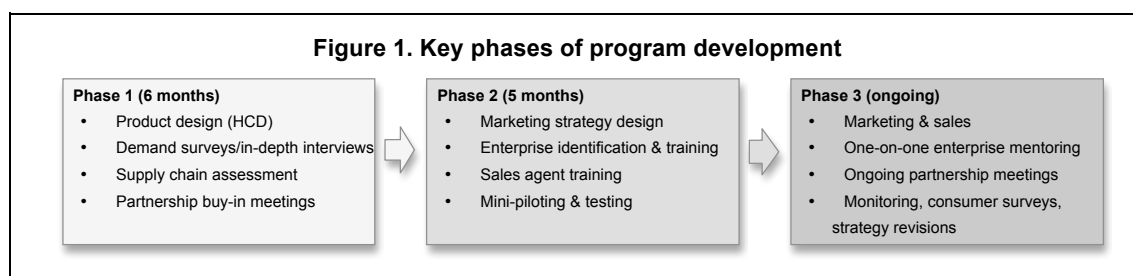 Figure 1. Key phases of program development
Phase 1 (6 months)
• Product design (HCD)
• Demand surveys/in-depth interviews
• Supply chain assessment
• Partnership buy-in meetings
Phase 2 (5 months)
• Marketing strategy design
• Enterprise identification & training
• Sales agent training
• Mini-piloting & testing
Phase 3 (ongoing)
• Marketing & sales
• One-on-one enterprise mentoring
• Ongoing partnership meetings
• Monitoring, consumer surveys,
strategy revisions